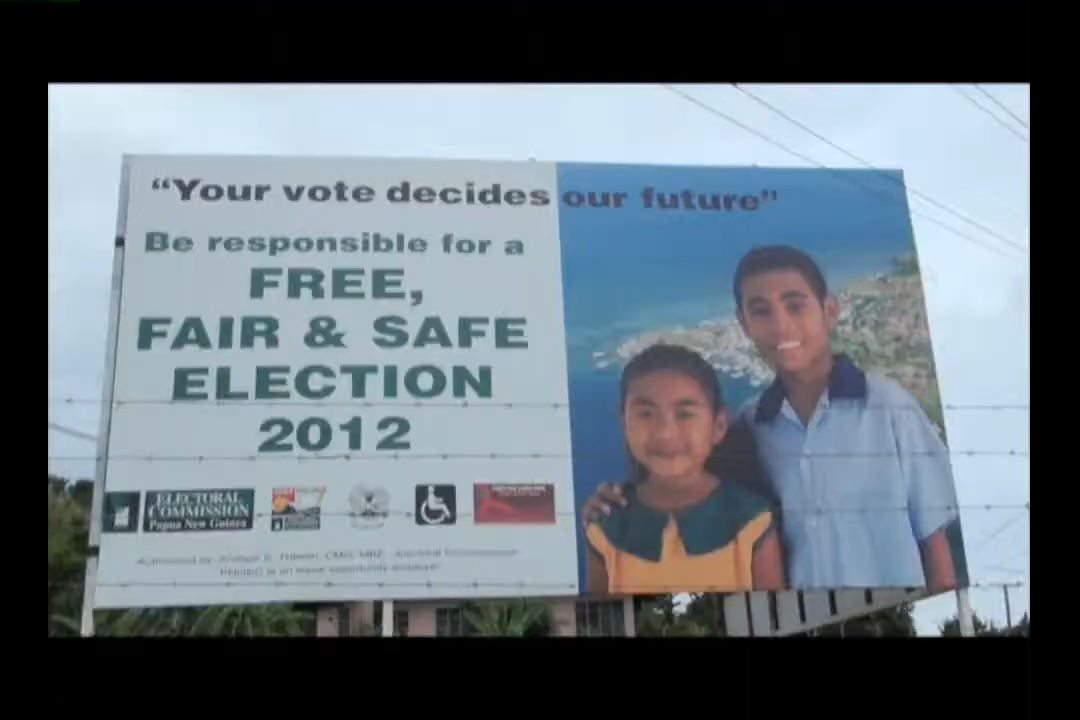 “Your vote decides our future”
Be responsible for a
FREE,
FAIR & SAFE
ELECTION
2012
ELECTORAL
COMMISSION
Papua New Guinea